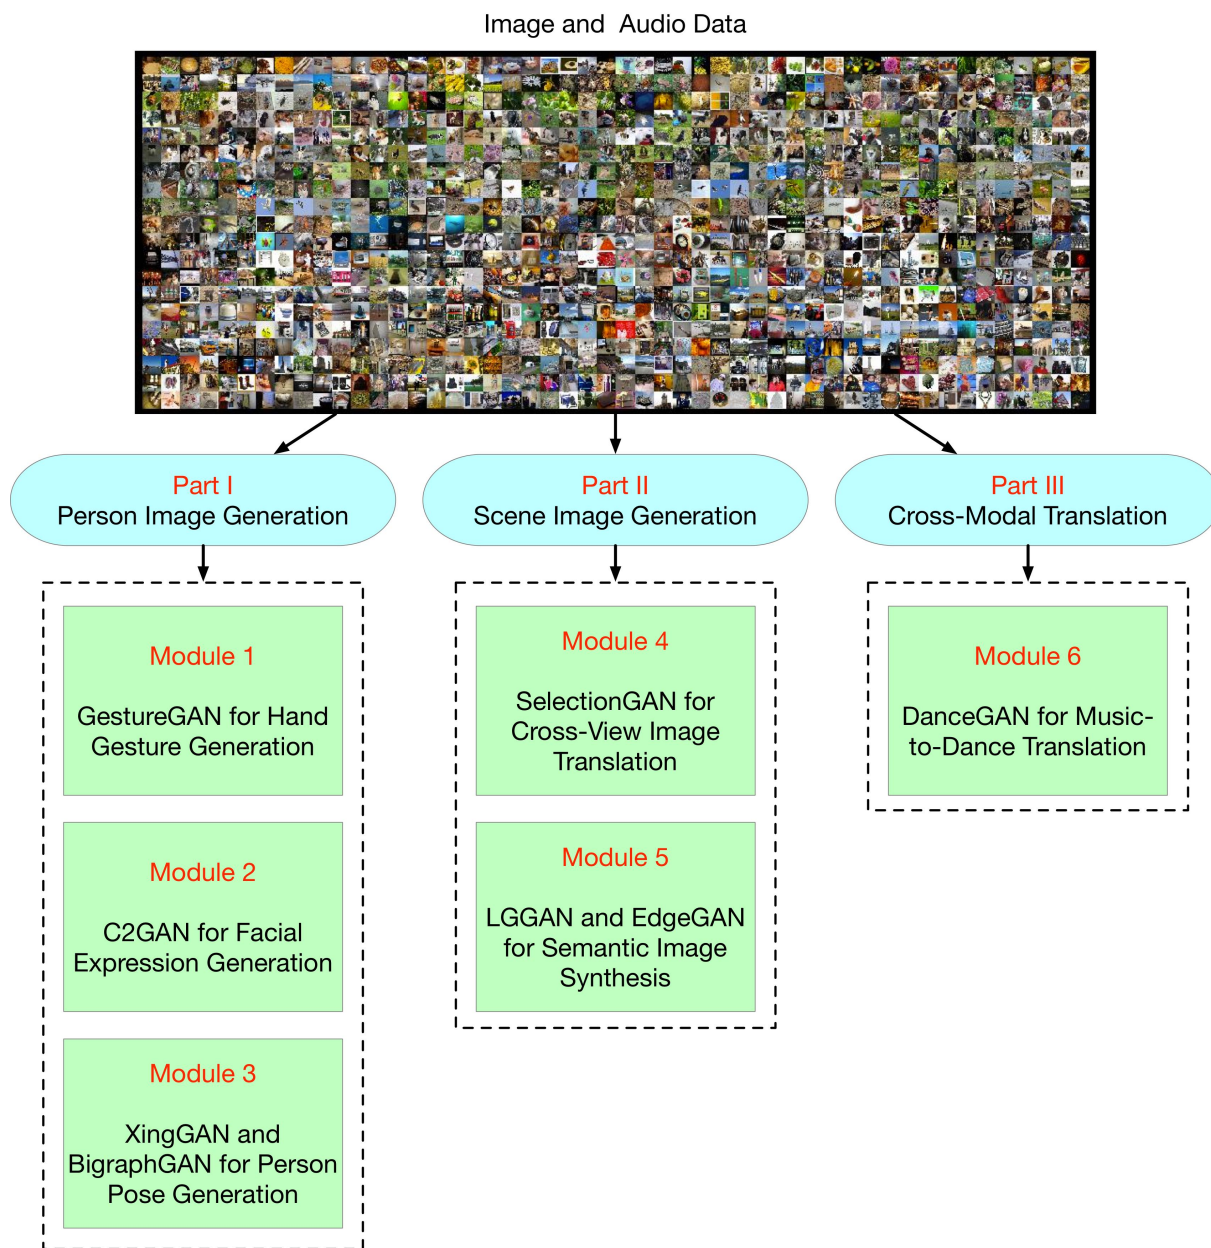 Image and  Audio Data
Part I
Person Image Generation
Part II
Scene Image Generation
Part III
Cross-Modal Translation
Module 1
GestureGAN for Hand
Gesture Generation
Module 2
C2GAN for Facial
Expression Generation
Module 3
XingGAN and
BigraphGAN for Person
Pose Generation
Module 4
SelectionGAN for
Cross-View Image
Translation
Module 5
LGGAN and EdgeGAN
for Semantic Image
Synthesis
Module 6
DanceGAN for Music-
to-Dance Translation